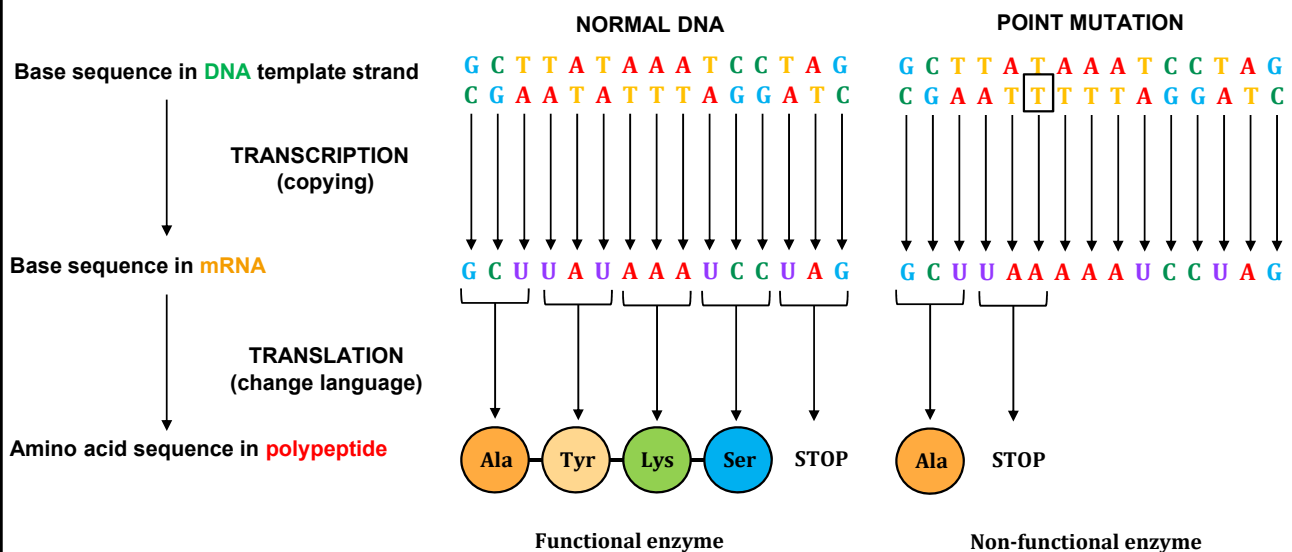 NORMAL DNA
POINT MUTATION
Base sequence in DNA template strand
G C T T A T A A A T C C T A G
C G A A T A T T T A G G A T C
G C T T A T A A A T C C T A G
C G A A T T T T T A G G A T C
TRANSCRIPTION
(copying)
Base sequence in mRNA
G C U U A U A A A U C C U A G
G C U U A A A A A U C C U A G
TRANSLATION
(change language)
Amino acid sequence in polypeptide
Ala Tyr Lys Ser STOP
Ala STOP
Functional enzyme
Non-functional enzyme